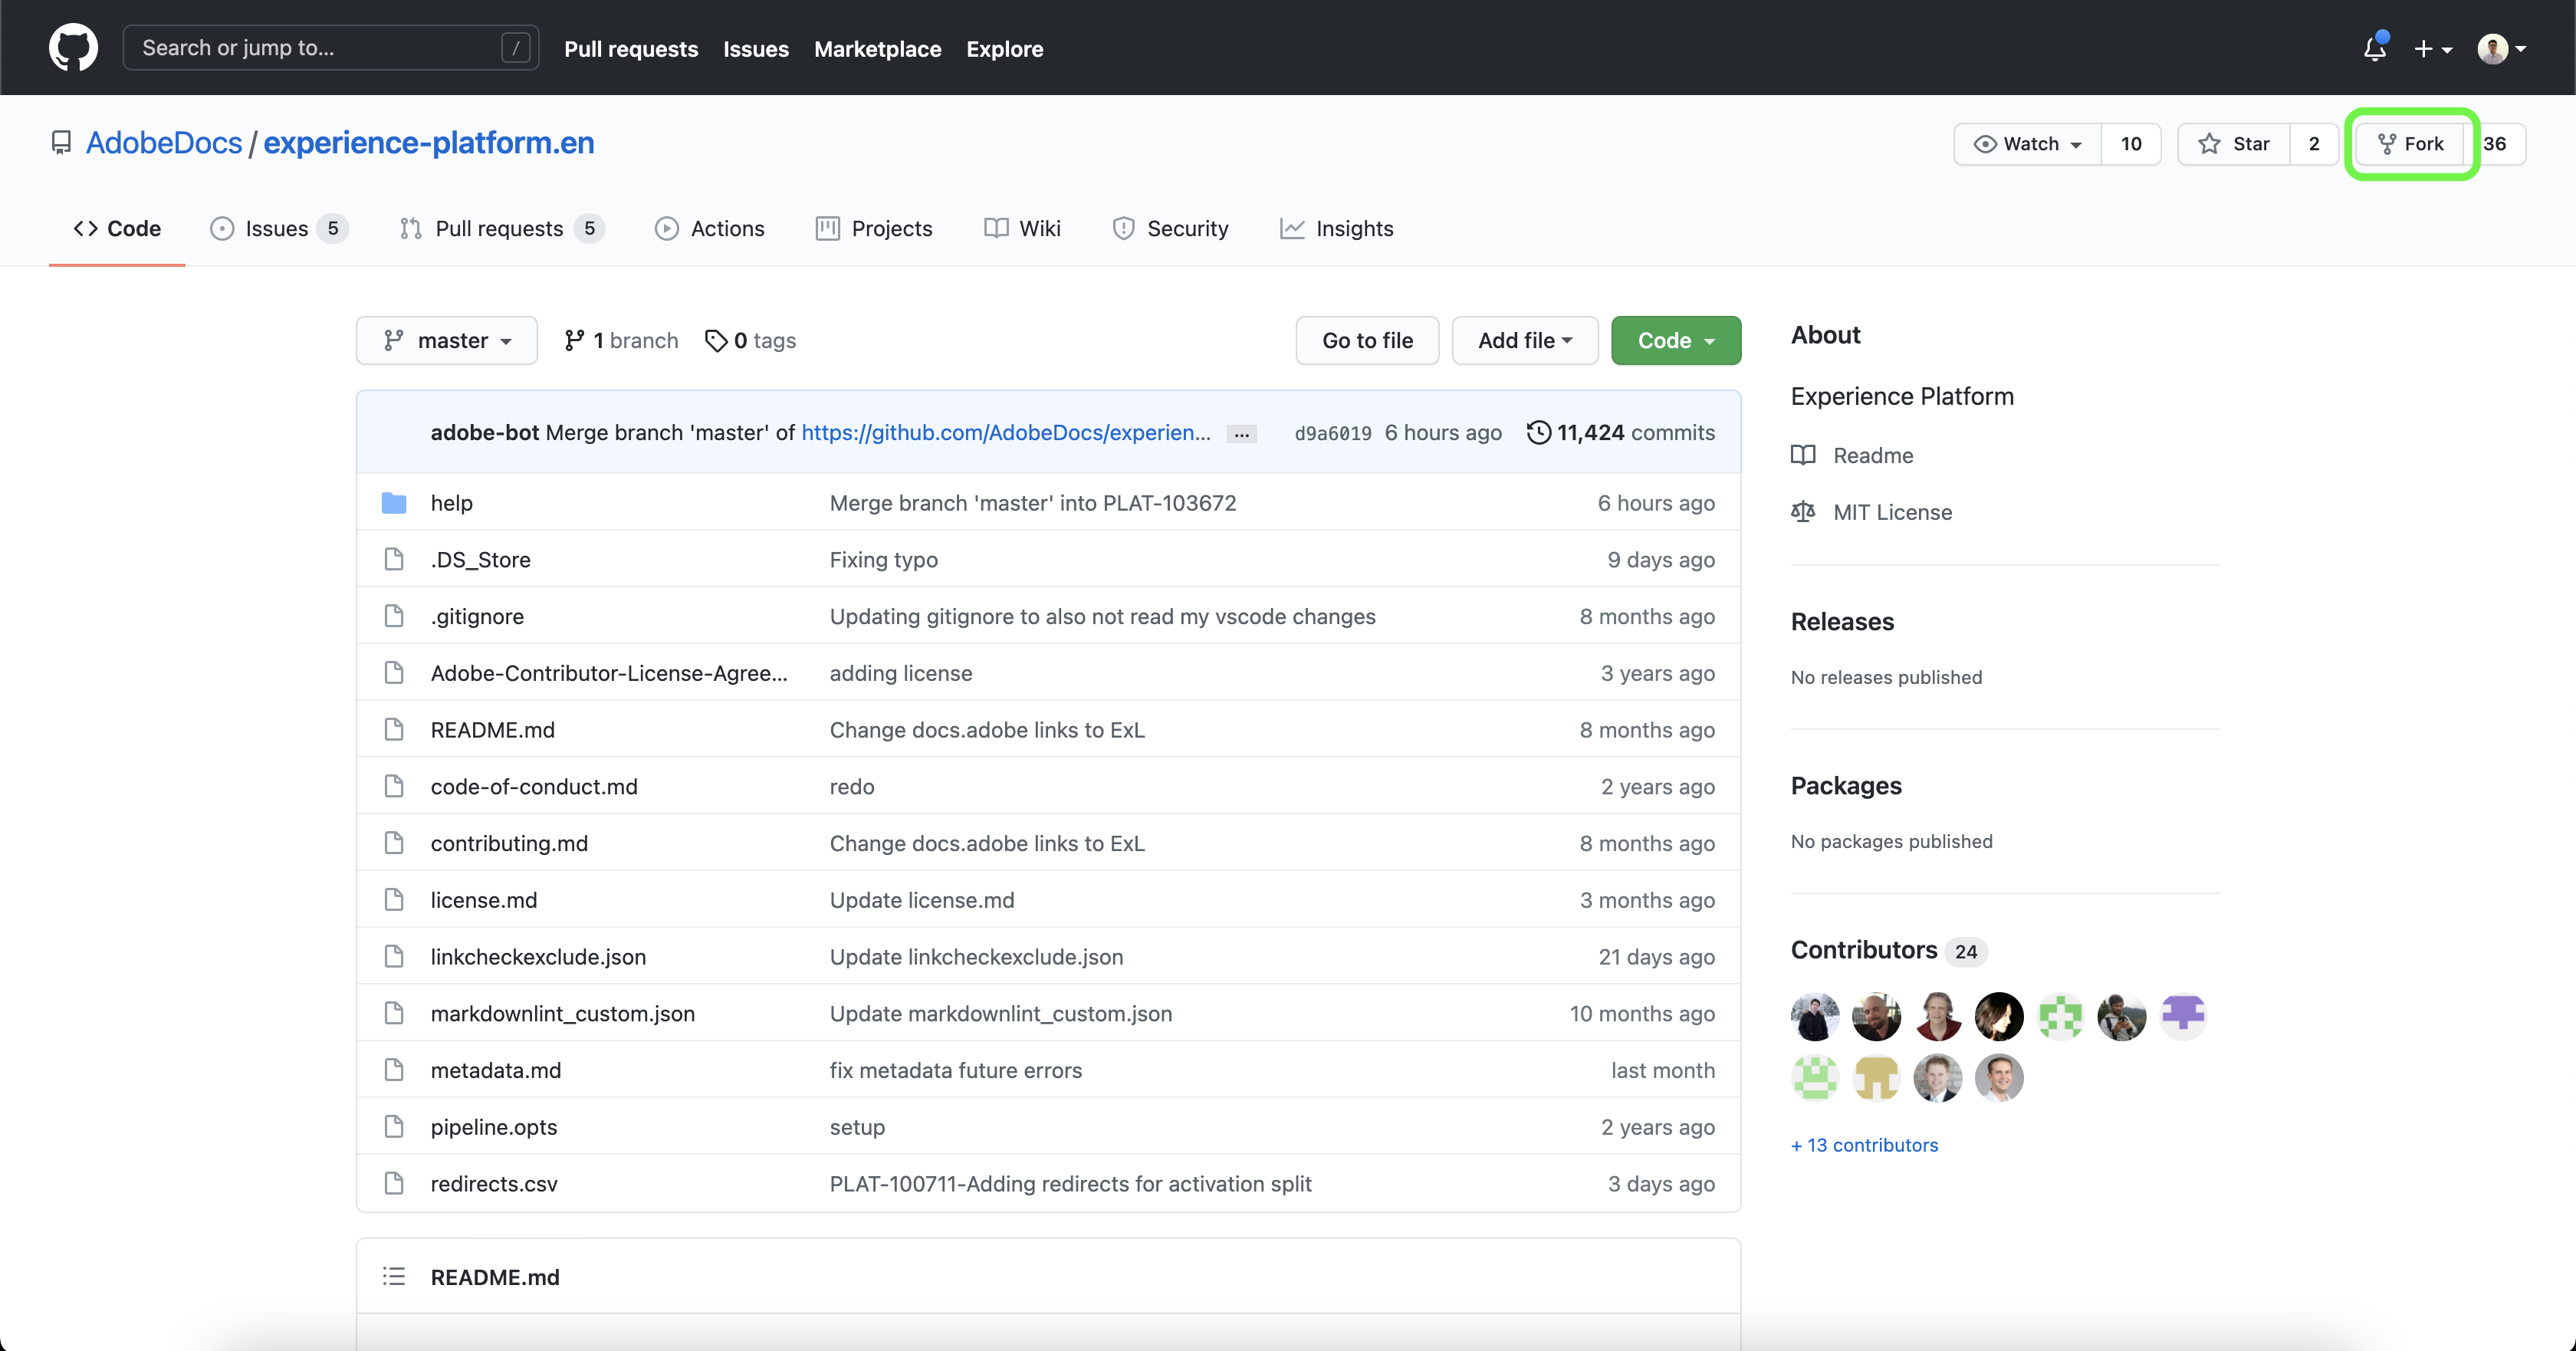 Search or jump to... / Pull requests Issues Marketplace Explore
AdobeDocs / experience-platform.en Watch 10 Star 2 Fork 36
Code Issues 5 Pull requests 5 Actions Projects Wiki Security Insights
master 1 branch 0 tags Go to file Add file Code
adobe-bot Merge branch 'master' of https://github.com/AdobeDocs/experien... ... d9a6019 6 hours ago 11,424 commits
help Merge branch 'master' into PLAT-103672 6 hours ago
.DS_Store Fixing typo 9 days ago
.gitignore Updating gitignore to also not read my vscode changes 8 months ago
Adobe-Contributor-License-Agree... adding license 3 years ago
README.md Change docs.adobe links to ExL 8 months ago
code-of-conduct.md redo 2 years ago
contributing.md Change docs.adobe links to ExL 8 months ago
license.md Update license.md 3 months ago
linkcheckexclude.json Update linkcheckexclude.json 21 days ago
markdownlint_custom.json Update markdownlint_custom.json 10 months ago
metadata.md fix metadata future errors last month
pipeline.opts setup 2 years ago
redirects.csv PLAT-100711-Adding redirects for activation split 3 days ago
README.md
About
Experience Platform
Readme
MIT License
Releases
No releases published
Packages
No packages published
Contributors 24
+ 13 contributors